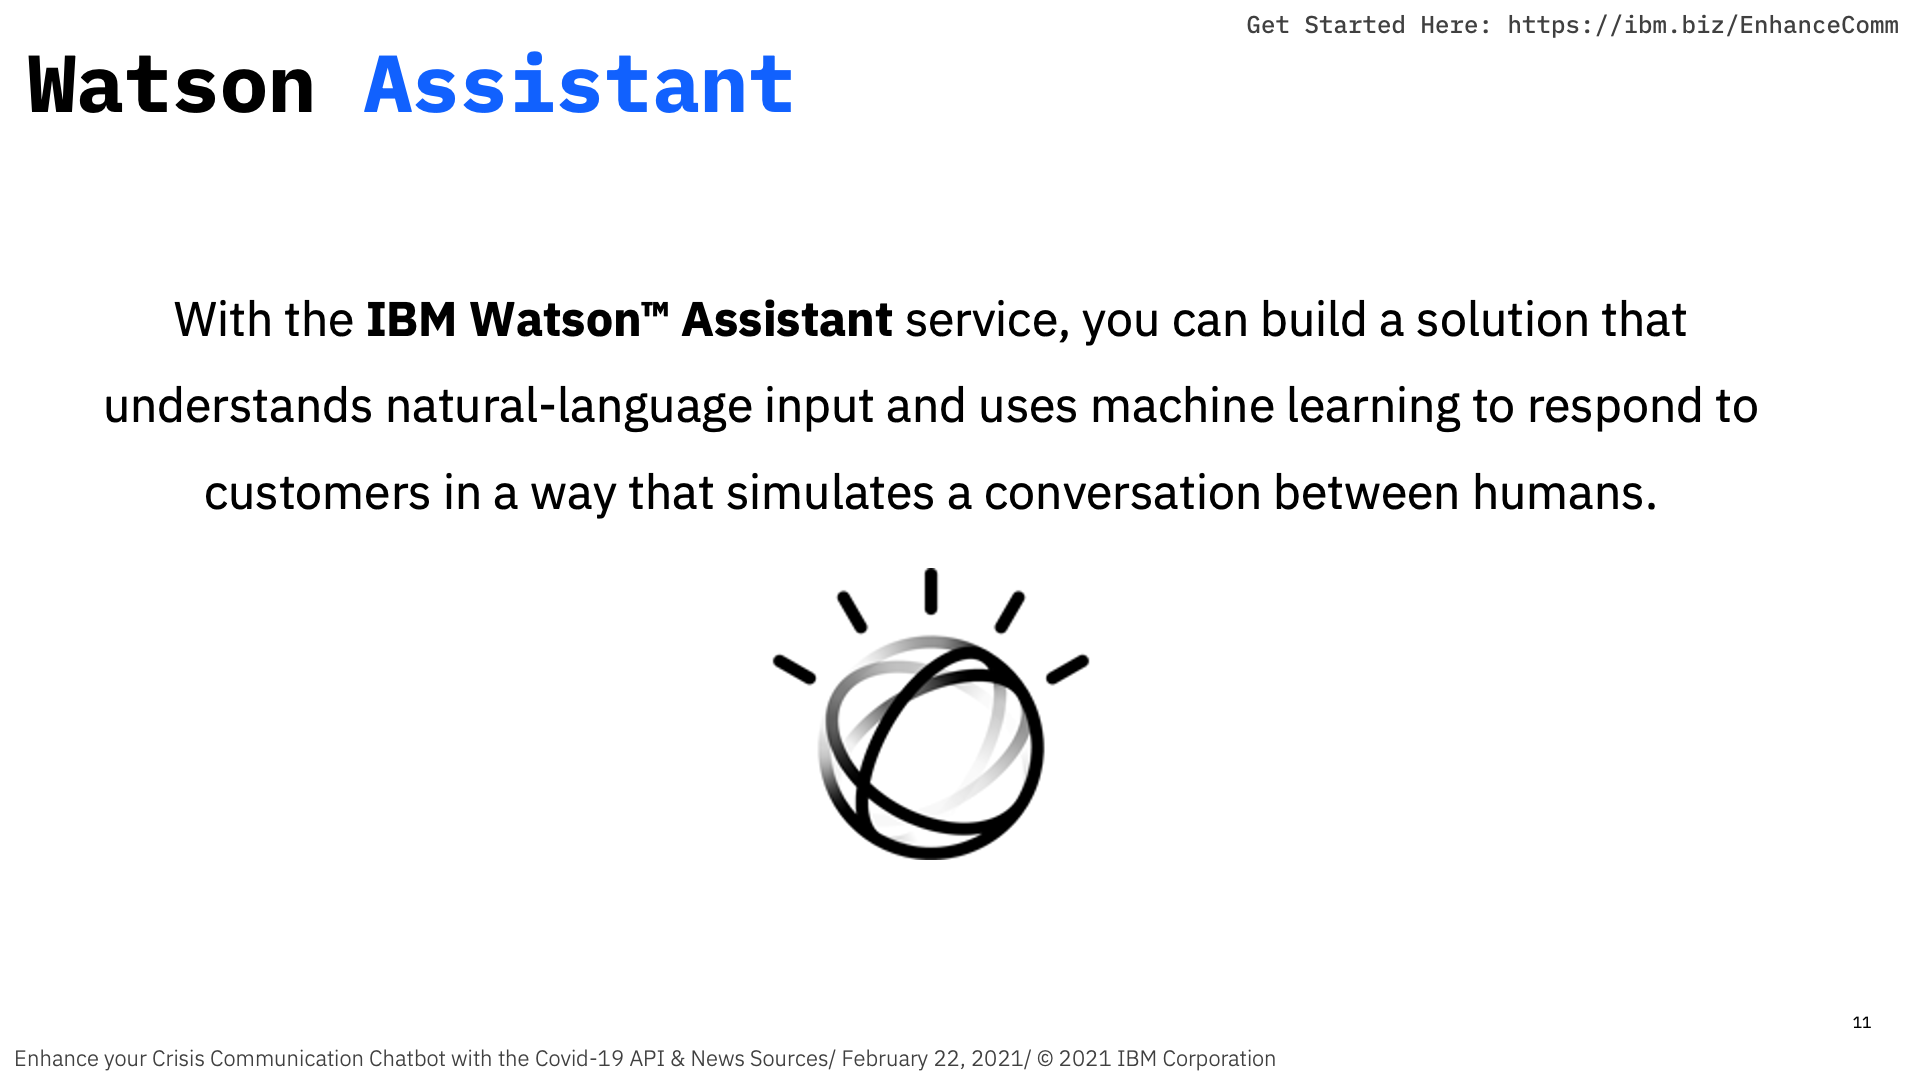 Get Started Here: https://ibm.biz/EnhanceComm
Watson Assistant
With the IBM Watson™ Assistant service, you can build a solution that
understands natural-language input and uses machine learning to respond to
customers in a way that simulates a conversation between humans.
11
Enhance your Crisis Communication Chatbot with the Covid-19 API & News Sources/ February 22, 2021/ © 2021 IBM Corporation